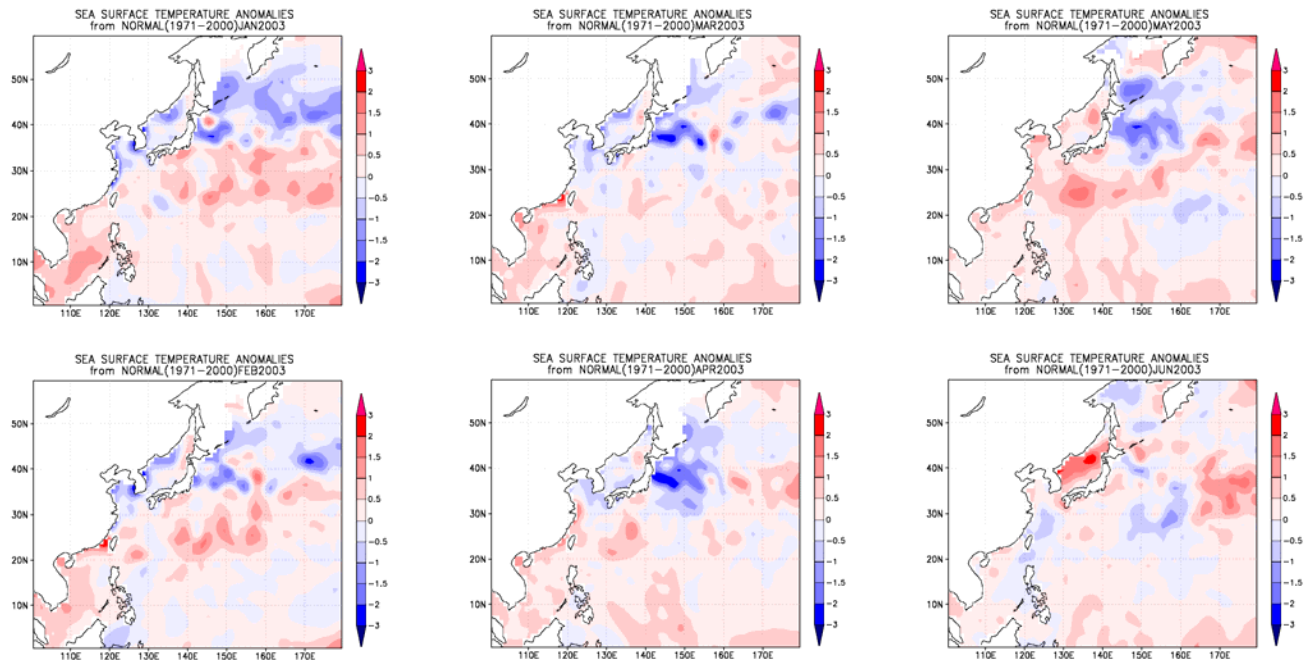 SEA SURFACE TEMPERATURE ANOMALIES
from NORMAL(1971−2000)JAN2003
50N
40N
30N
20N
10N
110E 120E 130E 140E 150E 160E 170E
3
2
1.5
1
0.5
0
−0.5
−1
−1.5
−2
−3
SEA SURFACE TEMPERATURE ANOMALIES
from NORMAL(1971−2000)MAR2003
50N
40N
30N
20N
10N
110E 120E 130E 140E 150E 160E 170E
3
2
1.5
1
0.5
0
−0.5
−1
−1.5
−2
−3
SEA SURFACE TEMPERATURE ANOMALIES
from NORMAL(1971−2000)MAY2003
50N
40N
30N
20N
10N
110E 120E 130E 140E 150E 160E 170E
3
2
1.5
1
0.5
0
−0.5
−1
−1.5
−2
−3
SEA SURFACE TEMPERATURE ANOMALIES
from NORMAL(1971−2000)FEB2003
50N
40N
30N
20N
10N
110E 120E 130E 140E 150E 160E 170E
3
2
1.5
1
0.5
0
−0.5
−1
−1.5
−2
−3
SEA SURFACE TEMPERATURE ANOMALIES
from NORMAL(1971−2000)APR2003
50N
40N
30N
20N
10N
110E 120E 130E 140E 150E 160E 170E
3
2
1.5
1
0.5
0
−0.5
−1
−1.5
−2
−3
SEA SURFACE TEMPERATURE ANOMALIES
from NORMAL(1971−2000)JUN2003
50N
40N
30N
20N
10N
110E 120E 130E 140E 150E 160E 170E
3
2
1.5
1
0.5
0
−0.5
−1
−1.5
−2
−3